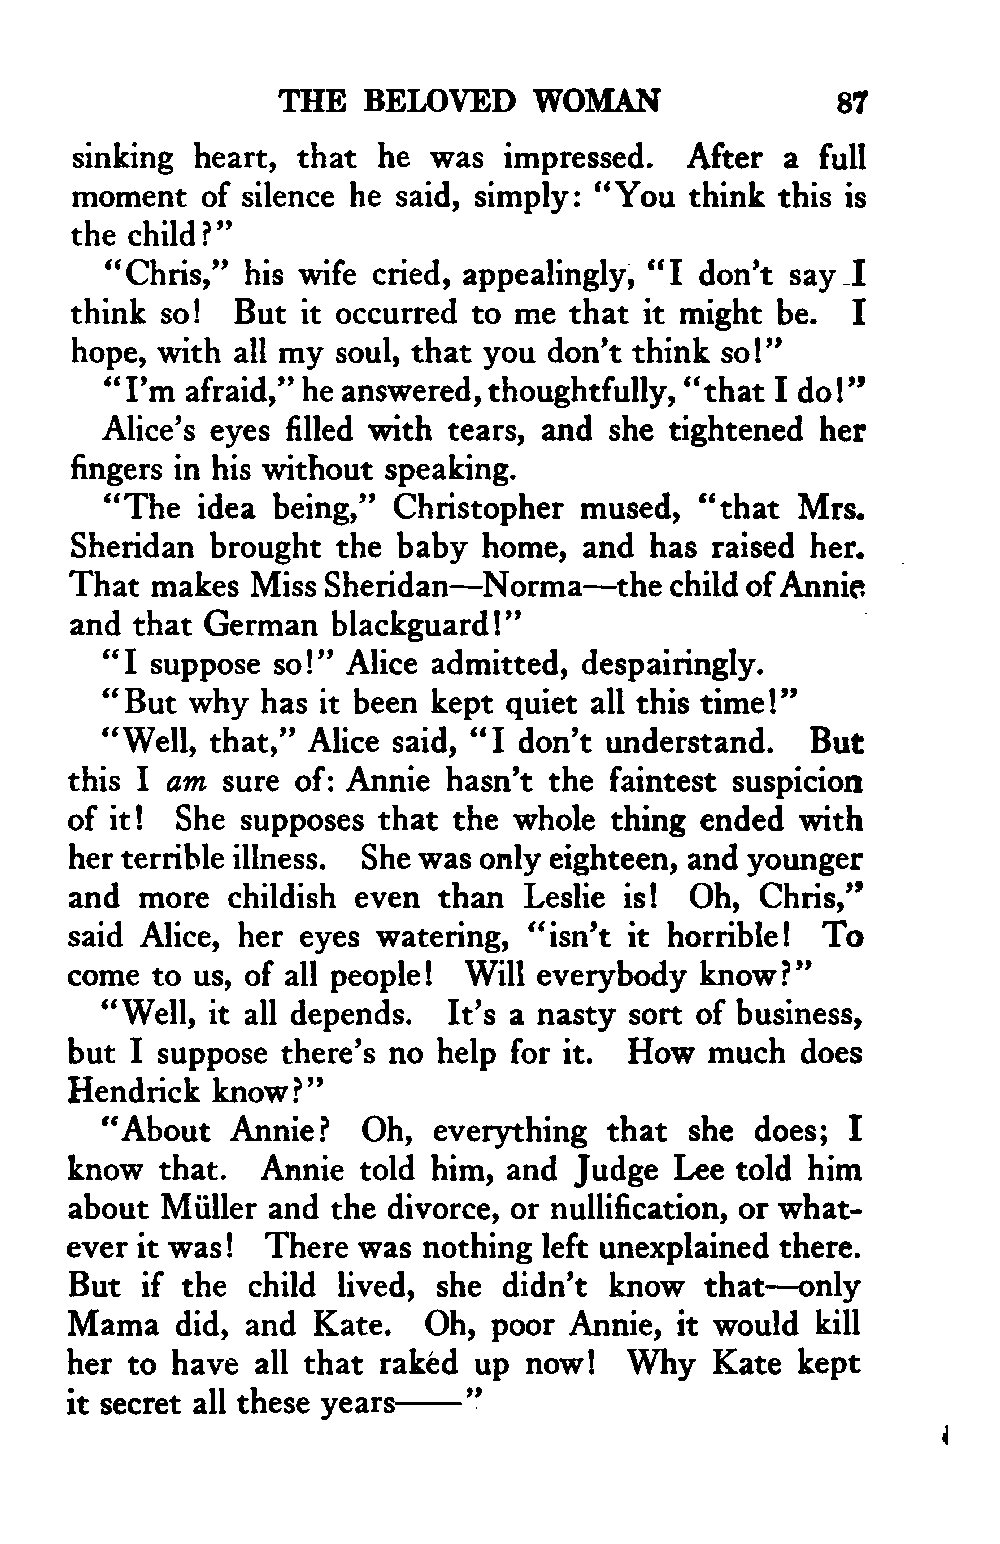 THE BELOVED WOMAN 87
sinking heart, that he was impressed. After a full
moment of silence he said, simply: “You think this is
the child?”
“Chris,” his wife cried, appealingly, “I don’t say I
think so! But it occurred to me that it might be. I
hope, with all my soul, that you don’t think so!”
“I’m afraid,” he answered, thoughtfully, “that I do!”
Alice’s eyes filled with tears, and she tightened her
fingers in his without speaking.
“The idea being,” Christopher mused, “that Mrs.
Sheridan brought the baby home, and has raised her.
That makes Miss Sheridan—Norma—the child of Annie
and that German blackguard!”
“I suppose so!” Alice admitted, despairingly.
“But why has it been kept quiet all this time!”
“Well, that,” Alice said, “I don’t understand. But
this I am sure of: Annie hasn’t the faintest suspicion
of it! She supposes that the whole thing ended with
her terrible illness. She was only eighteen, and younger
and more childish even than Leslie is! Oh, Chris,”
said Alice, her eyes watering, “isn’t it horrible! To
come to us, of all people! Will everybody know?”
“Well, it all depends. It’s a nasty sort of business,
but I suppose there’s no help for it. How much does
Hendrick know?”
“About Annie? Oh, everything that she does; I
know that. Annie told him, and Judge Lee told him
about Müller and the divorce, or nullification, or what-
ever it was! There was nothing left unexplained there.
But if the child lived, she didn’t know that—only
Mama did, and Kate. Oh, poor Annie, it would kill
her to have all that raked up now! Why Kate kept
it secret all these years——”